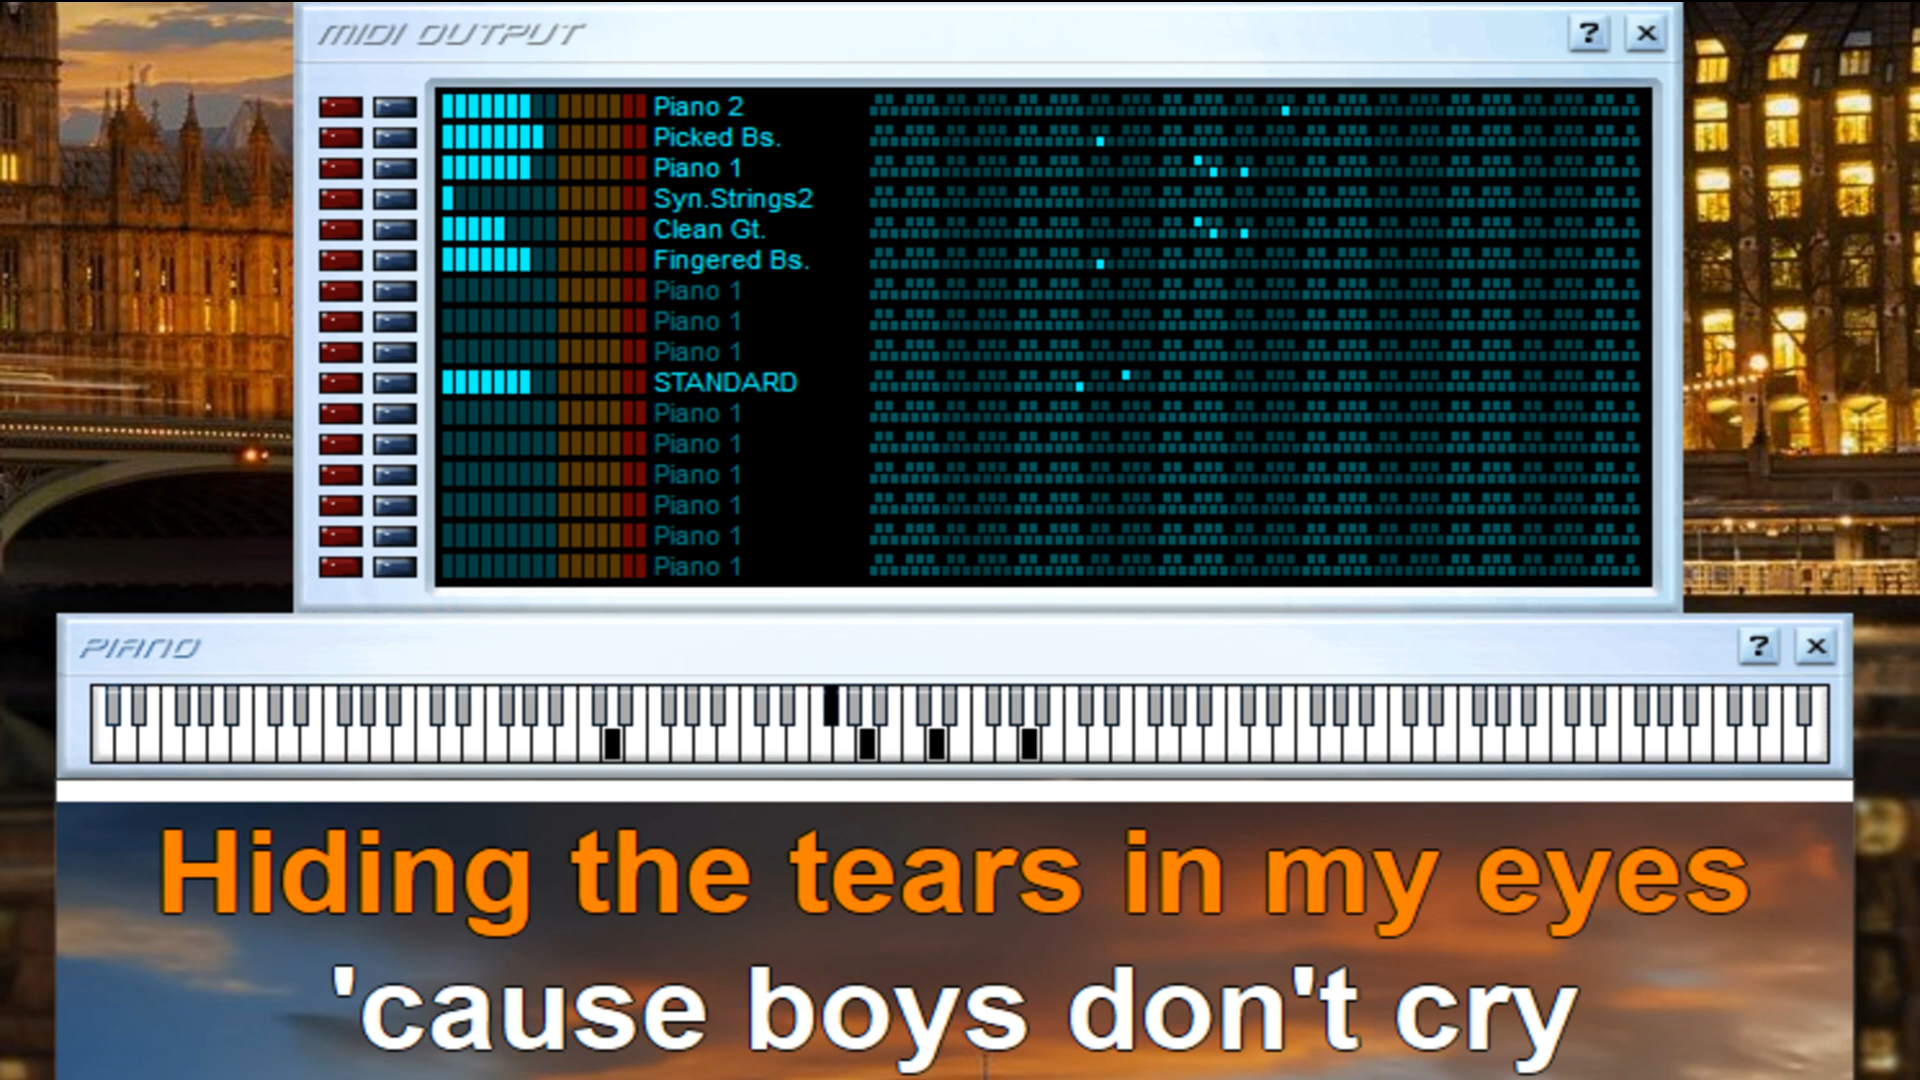 MIDI OUTPUT
? ×
Piano 2
Picked Bs.
Piano 1
Syn.Strings2
Clean Gt.
Fingered Bs.
Piano 1
Piano 1
Piano 1
STANDARD
Piano 1
Piano 1
Piano 1
Piano 1
Piano 1
Piano 1
PIANO
? ×
Hiding the tears in my eyes
'cause boys don't cry